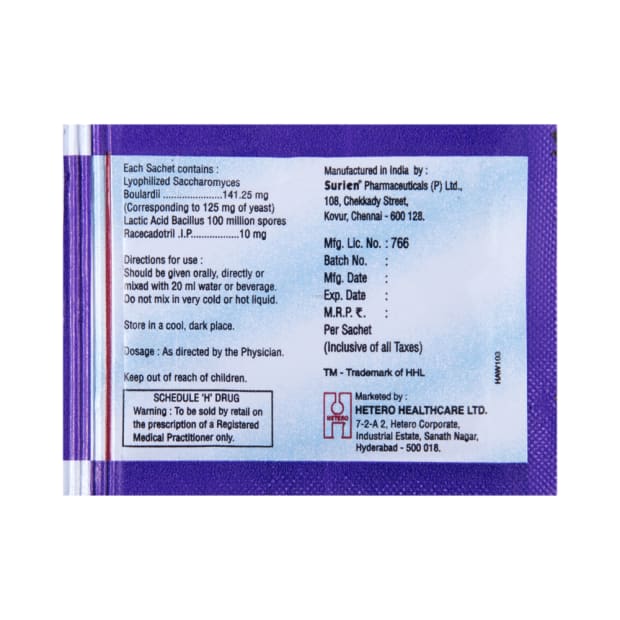 Each Sachet contains :
Lyophilized Saccharomyces
Boulardii ......................141.25 mg
(Corresponding to 125 mg of yeast)
Lactic Acid Bacillus 100 million spores
Racecadotril .I.P..................10 mg
Directions for use :
Should be given orally, directly or
mixed with 20 ml water or beverage.
Do not mix in very cold or hot liquid.
Store in a cool, dark place.
Dosage : As directed by the Physician.
Keep out of reach of children.
SCHEDULE 'H' DRUG
Warning : To be sold by retail on
the prescription of a Registered
Medical Practitioner only.
Manufactured in India by :
Surien® Pharmaceuticals (P) Ltd.,
108, Chekkady Street,
Kovur, Chennai - 600 128.
Mfg. Lic. No. : 766
Batch No. :
Mfg. Date :
Exp. Date :
M.R.P. ₹. :
Per Sachet
(Inclusive of all Taxes)
TM - Trademark of HHL
HAW103
HETERO
Marketed by :
HETERO HEALTHCARE LTD.
7-2-A 2, Hetero Corporate,
Industrial Estate, Sanath Nagar,
Hyderabad - 500 018.